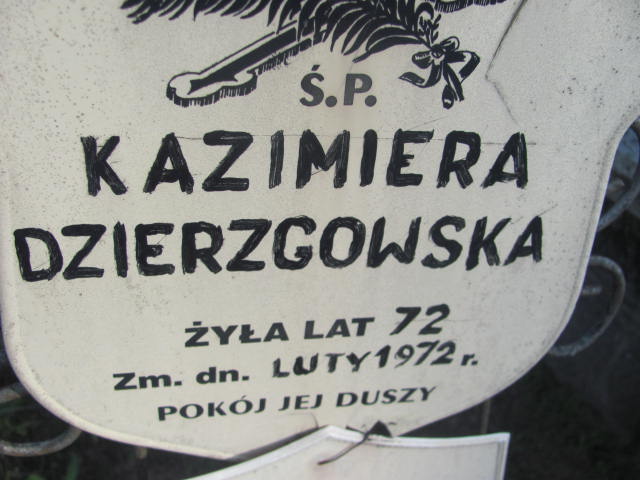 Ś.P.
KAZIMIERA
DZIERZGOWSKA
ŻYŁA LAT 72
Zm. dn. LUTY 1972 r.
POKÓJ JEJ DUSZY